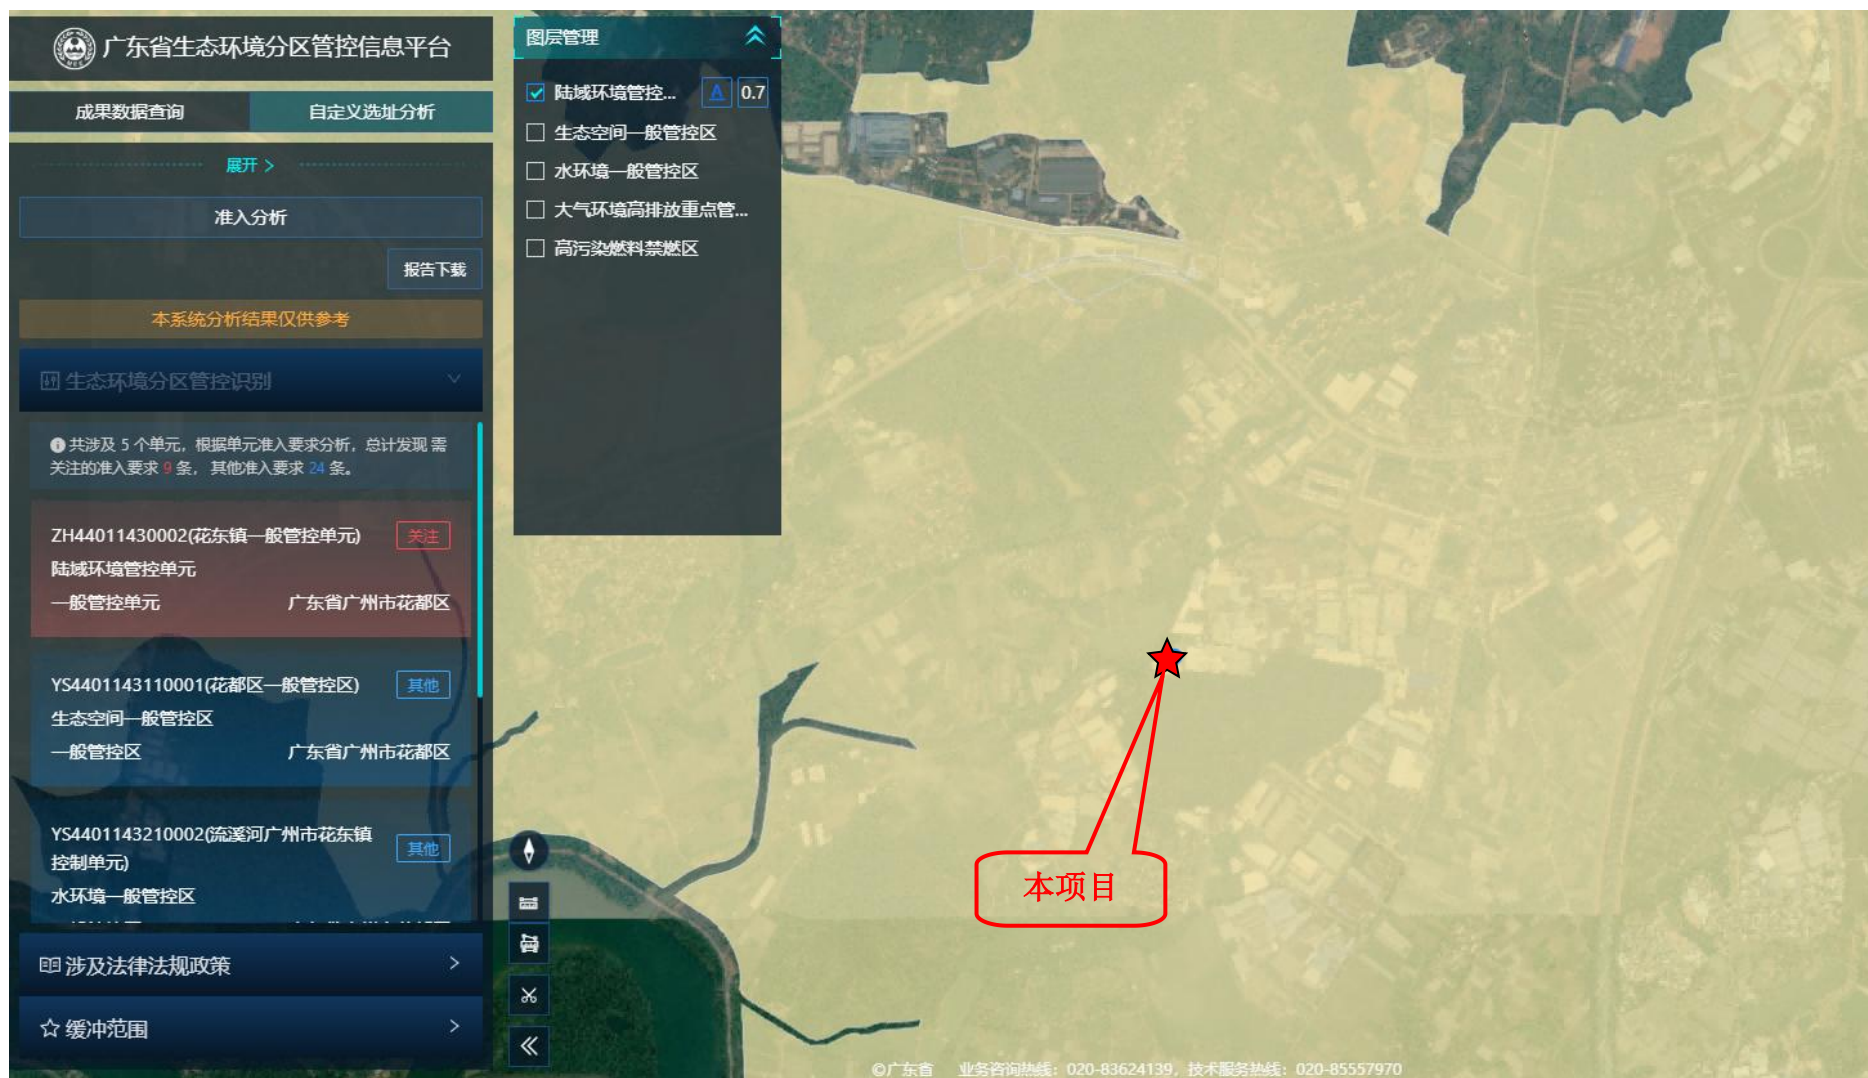 广东省生态环境分区管控信息平台
成果数据查询
自定义选址分析
展开 >
准入分析
报告下载
本系统分析结果仅供参考
生态环境分区管控识别
共涉及 5 个单元，根据单元准入要求分析，总计发现 需
关注的准入要求 9 条， 其他准入要求 24 条。
ZH44011430002(花东镇一般管控单元)
关注
陆域环境管控单元
一般管控单元
广东省广州市花都区
YS4401143110001(花都区一般管控区)
其他
生态空间一般管控区
一般管控区
广东省广州市花都区
YS4401143210002(流溪河广州市花东镇
控制单元)
其他
水环境一般管控区
涉及法律法规政策
缓冲范围
图层管理
陆域环境管控...
A
0.7
生态空间一般管控区
水环境一般管控区
大气环境高排放重点管...
高污染燃料禁燃区
本项目
©广东省 业务咨询热线：020-83624139，技术服务热线：020-85557970